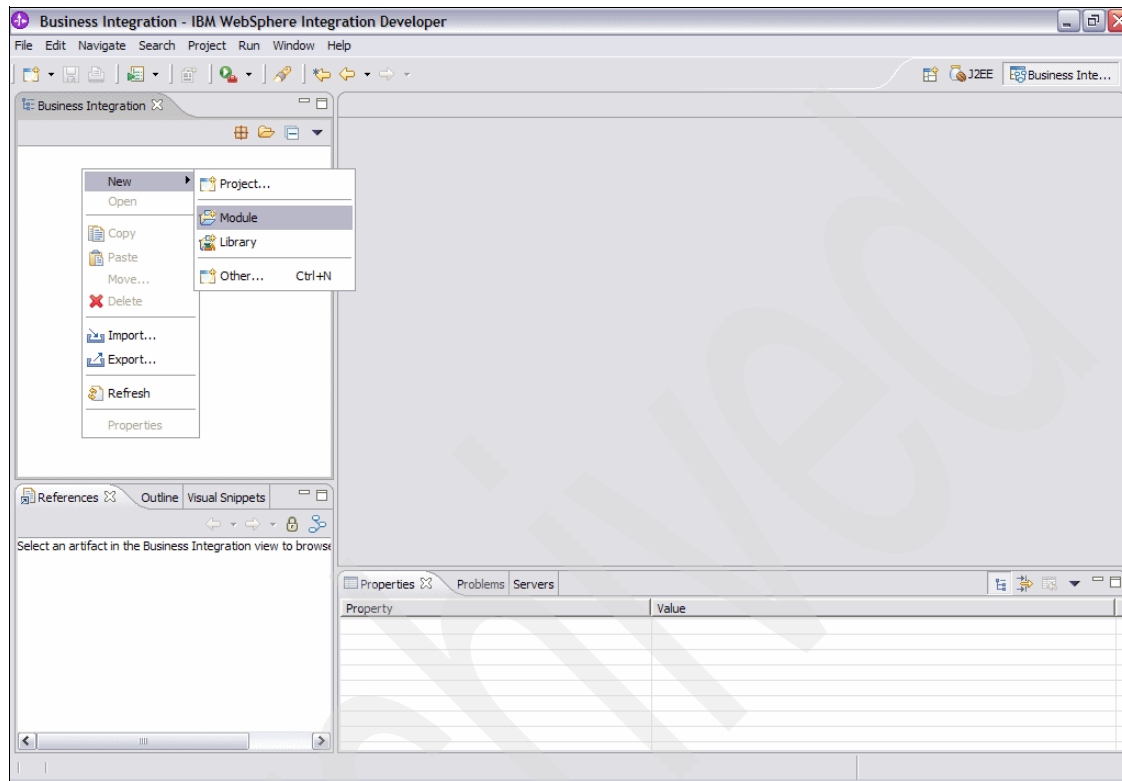 Business Integration - IBM WebSphere Integration Developer
File Edit Navigate Search Project Run Window Help
J2EE Business Inte...
Business Integration
New
Project...
Open
Module
Copy
Library
Paste
Other... Ctrl+N
Move...
Delete
Import...
Export...
Refresh
Properties
References Outline Visual Snippets
Select an artifact in the Business Integration view to browse
Properties Problems Servers
Property Value